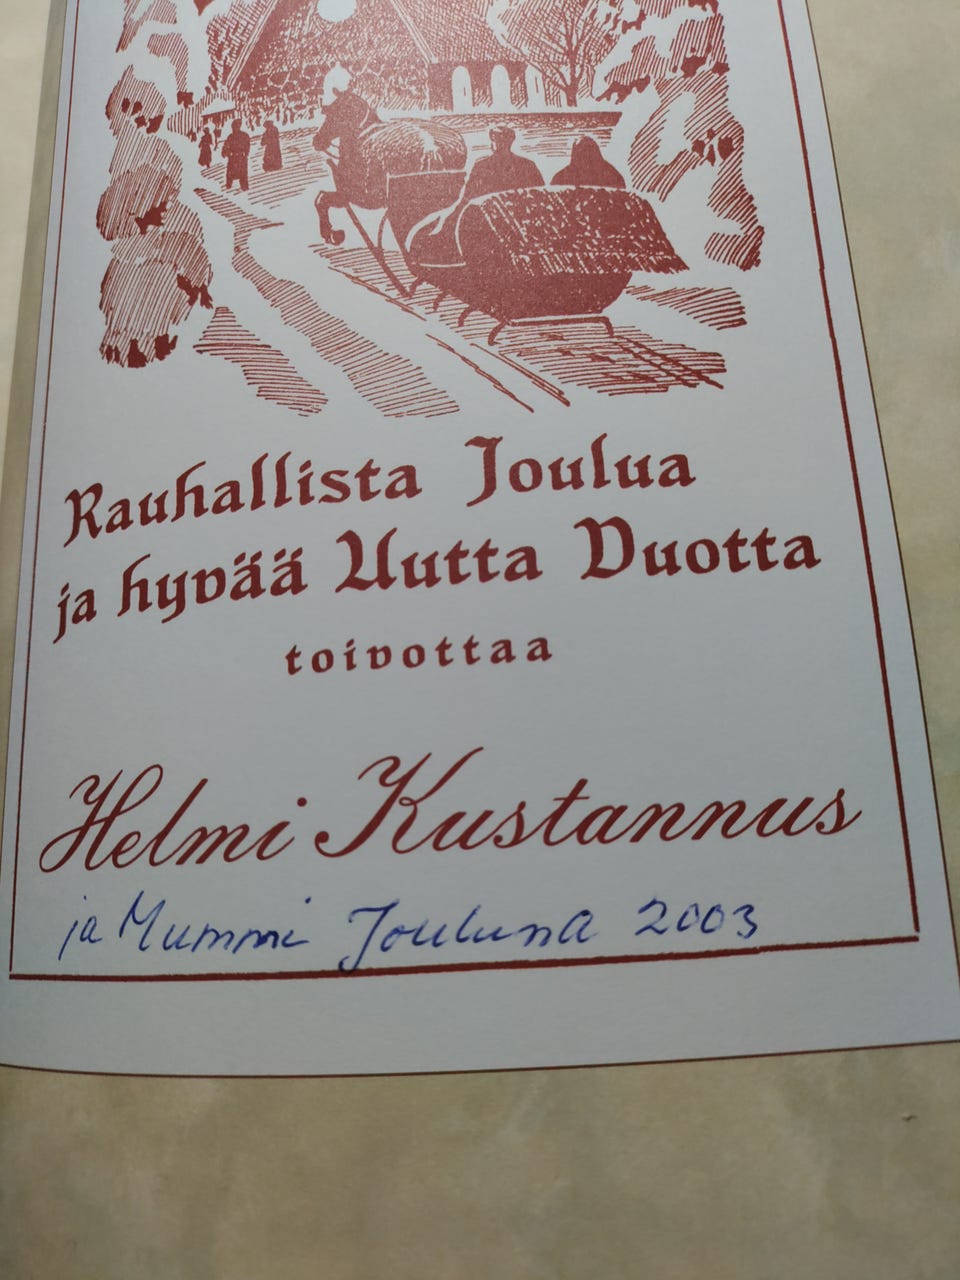 Rauhallista Joulua
ja hyvää Uutta Vuotta
toivottaa
Helmi Kustannus
ja Mummi Jouluna 2003